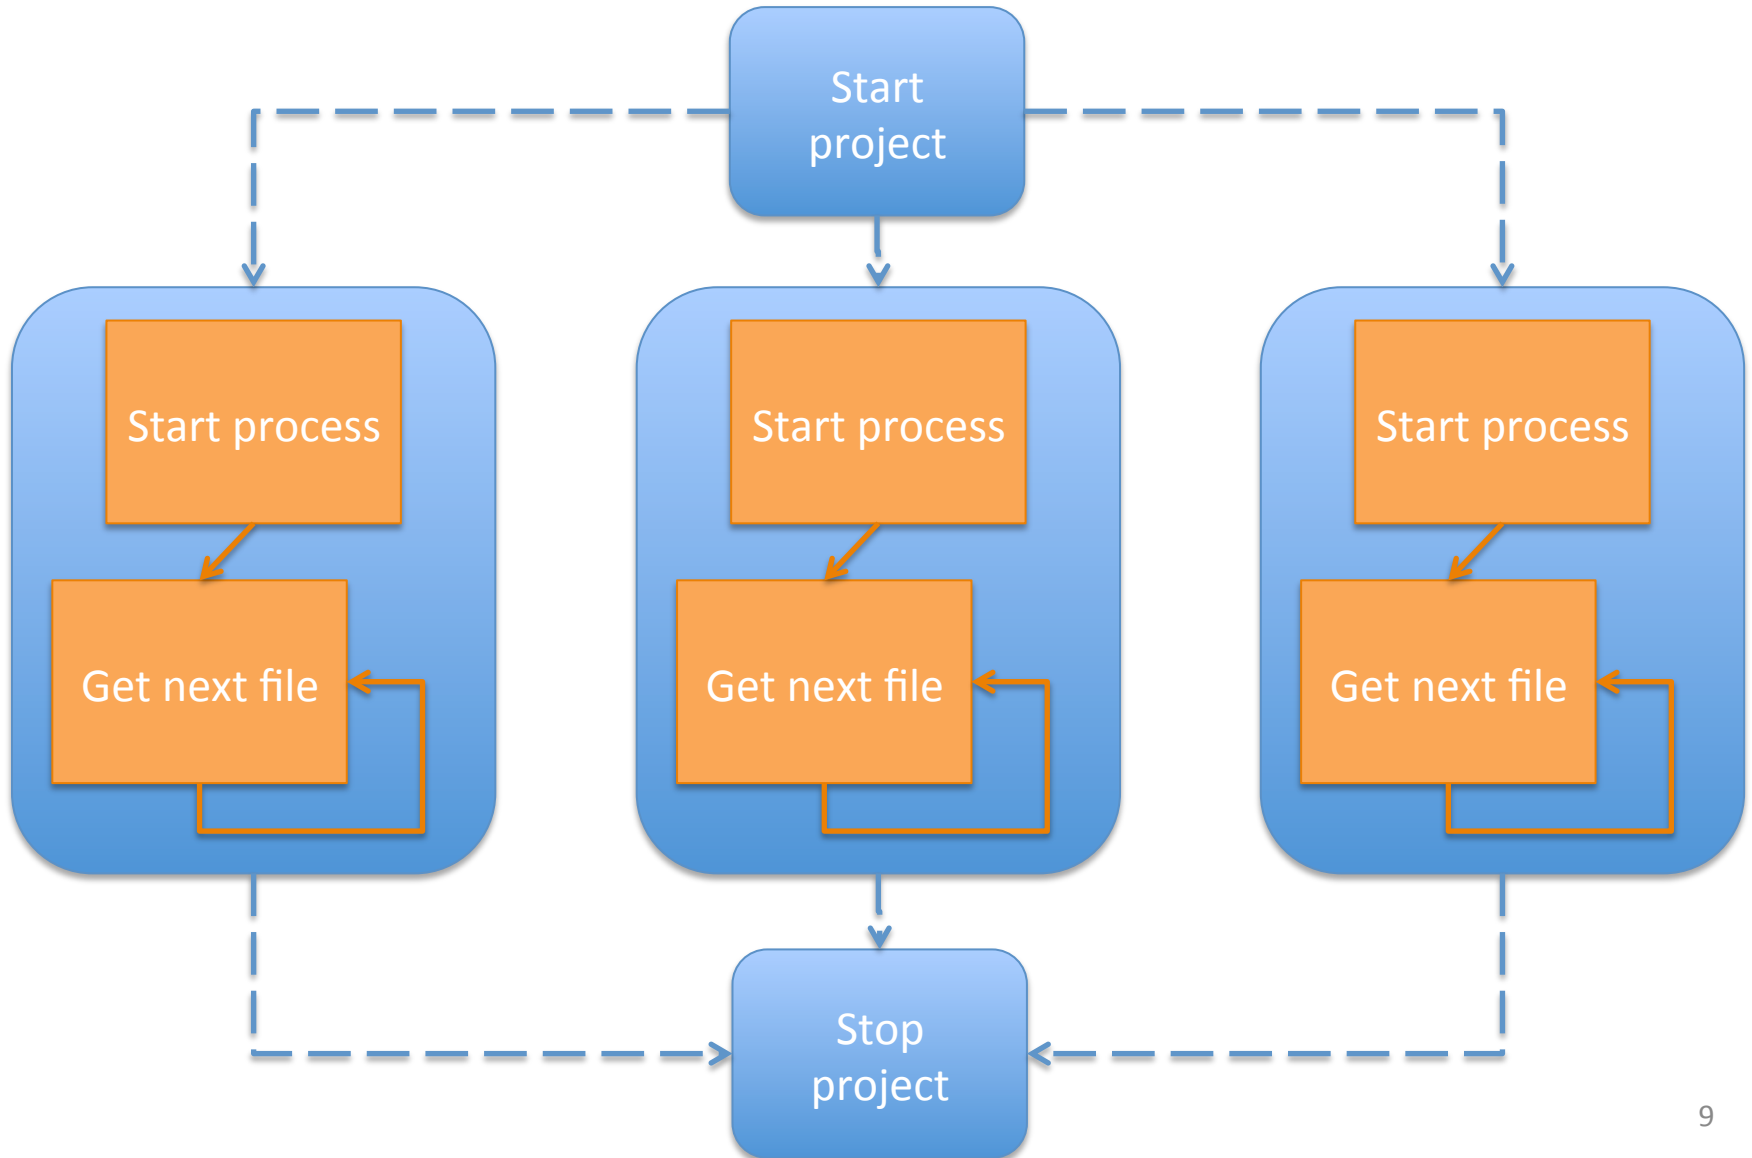 Start
project
Start process
Start process
Start process
Get next file
Get next file
Get next file
Stop
project
9